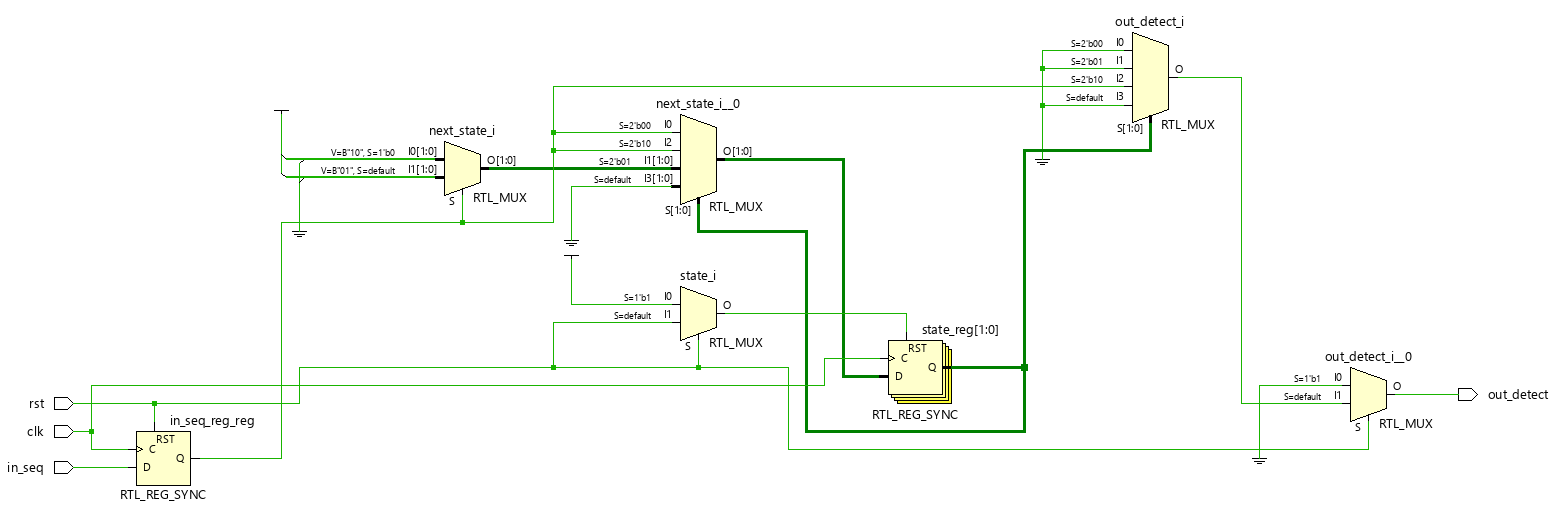 out_detect_i
S=2'b00 I0
S=2'b01 I1
S=2'b10 I2
S=default I3
O
S[1:0]
RTL_MUX
next_state_i__0
S=2'b00 I0
S=2'b10 I2
S=2'b01 I1[1:0]
S=default I3[1:0]
O[1:0]
S[1:0]
RTL_MUX
next_state_i
V=B"10", S=1'b0 I0[1:0]
V=B"01", S=default I1[1:0]
O[1:0]
S
RTL_MUX
state_i
S=1'b1 I0
S=default I1
O
S
RTL_MUX
state_reg[1:0]
RST
C
D
Q
RTL_REG_SYNC
out_detect_i__0
S=1'b1 I0
S=default I1
O
S
RTL_MUX
out_detect
rst
clk
in_seq
in_seq_reg_reg
RST
C
D
Q
RTL_REG_SYNC